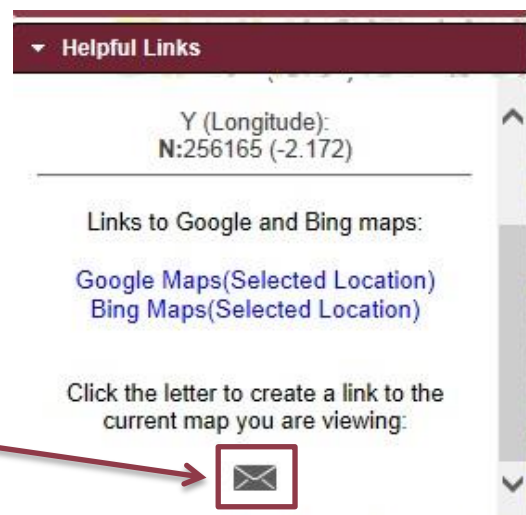 Helpful Links
Y (Longitude):
N:256165 (-2.172)
Links to Google and Bing maps:
Google Maps(Selected Location)
Bing Maps(Selected Location)
Click the letter to create a link to the
current map you are viewing: